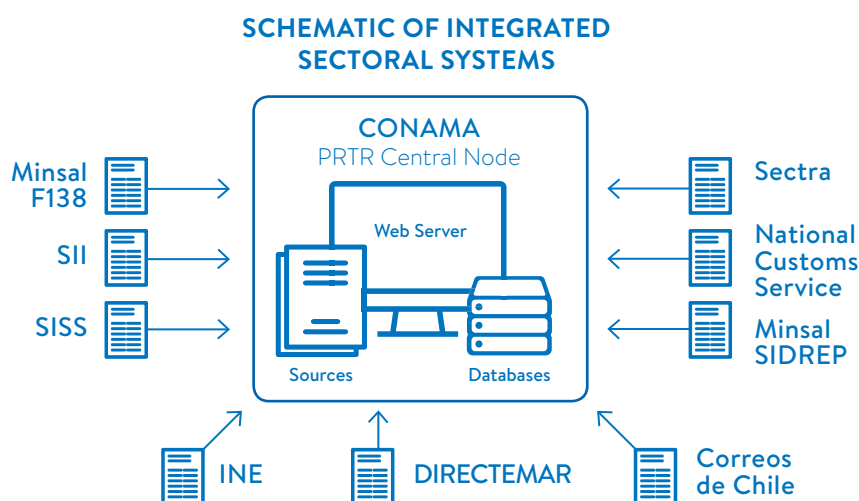 SCHEMATIC OF INTEGRATED
SECTORAL SYSTEMS
CONAMA
PRTR Central Node
Web Server
Sources
Databases
Minsal
F138
SII
SISS
Sectra
National
Customs
Service
Minsal
SIDREP
INE
DIRECTEMAR
Correos
de Chile